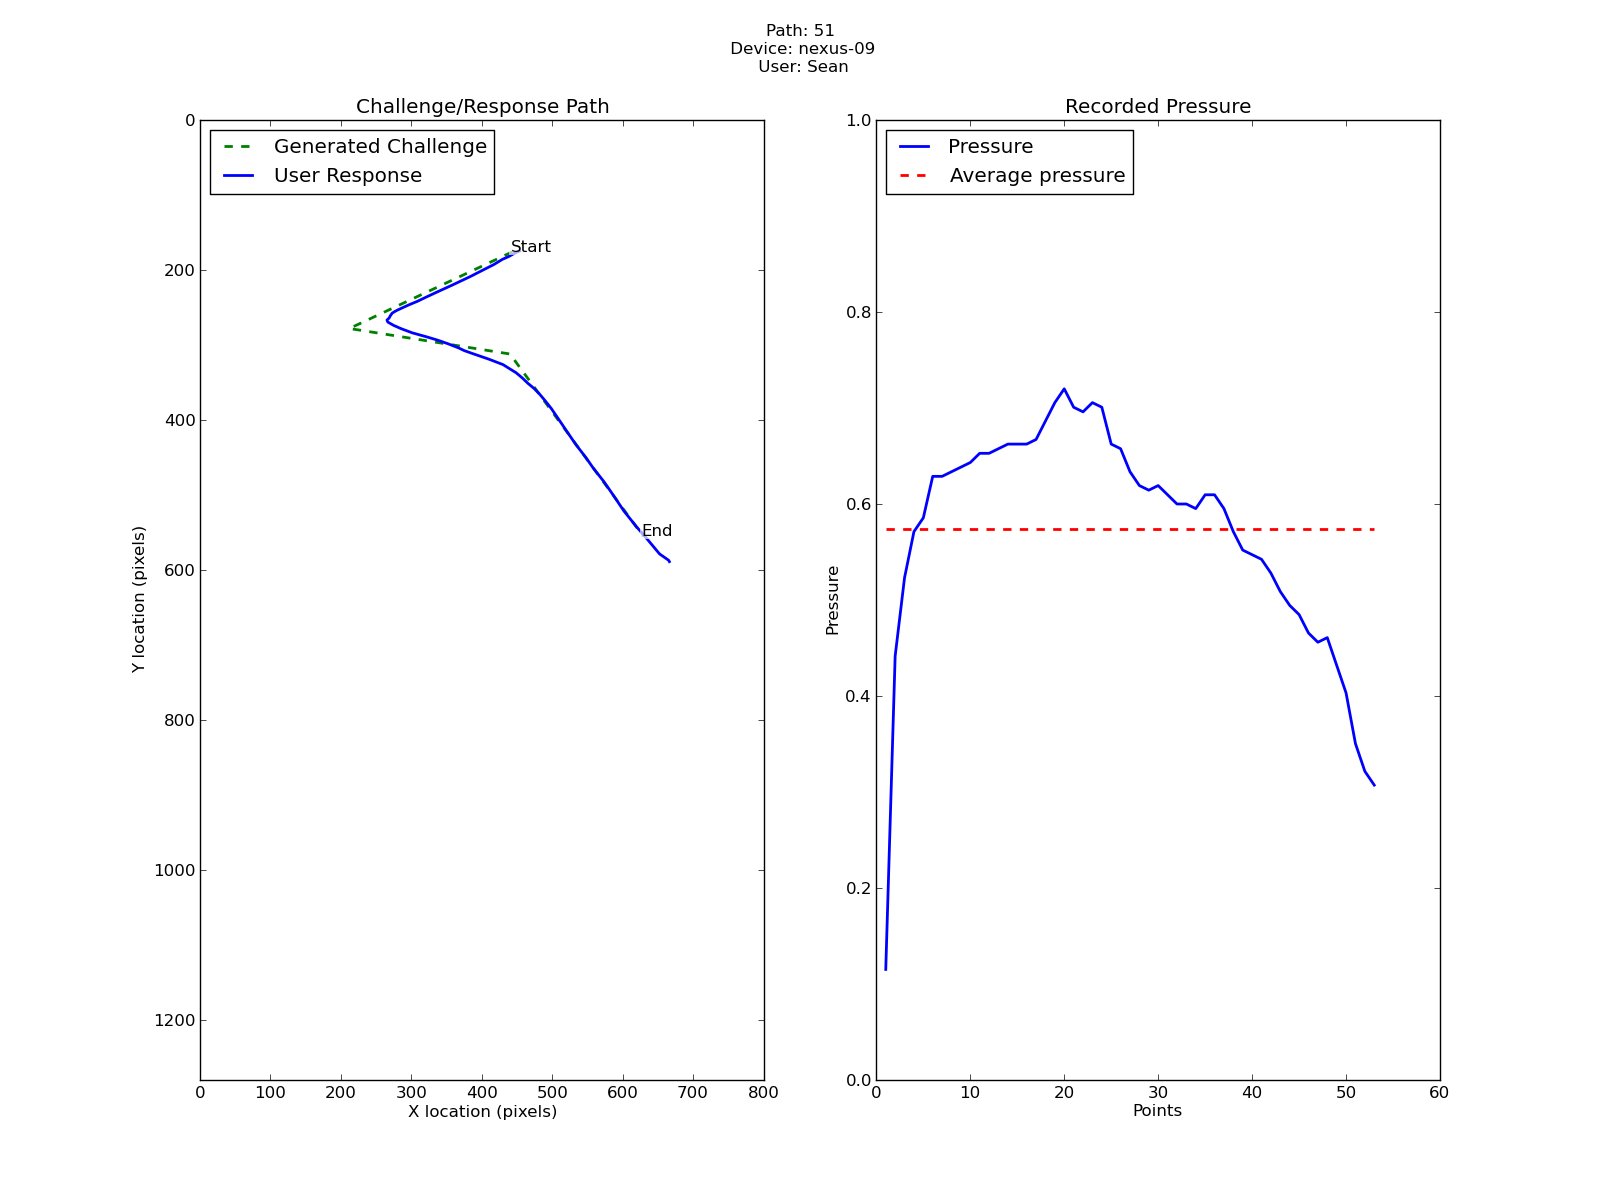 Path: 51
Device: nexus-09
User: Sean
Challenge/Response Path
Generated Challenge
User Response
Start
End
0
200
400
600
800
1000
1200
Y location (pixels)
0 100 200 300 400 500 600 700 800
X location (pixels)
Recorded Pressure
Pressure
Average pressure
1.0
0.8
0.6
0.4
0.2
0.0
Pressure
0 10 20 30 40 50 60
Points